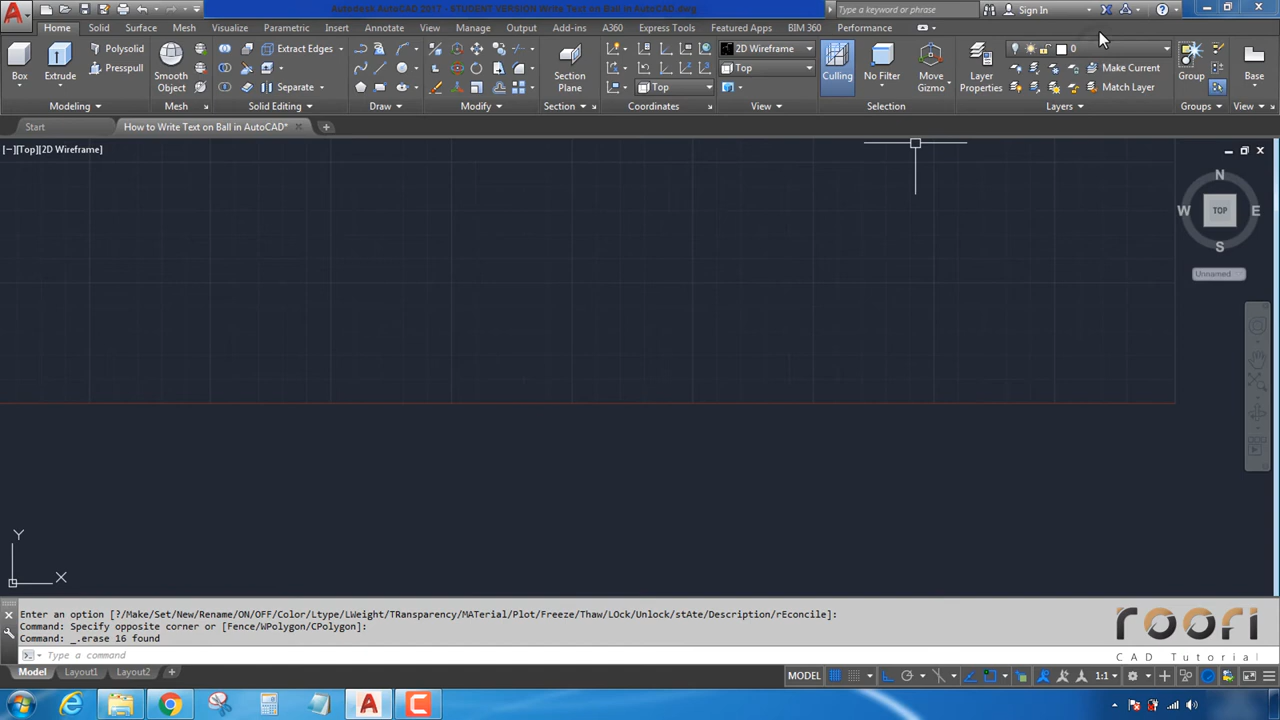 Autodesk AutoCAD 2017 - STUDENT VERSION Write Text on Ball in AutoCAD.dwg
Type a keyword or phrase
Sign In
Home Solid Surface Mesh Visualize Parametric Insert Annotate View Manage Output Add-ins A360 Express Tools Featured Apps BIM 360 Performance
Box
Extrude
Polysolid
Presspull
Smooth Object
Extract Edges
Separate
Section Plane
2D Wireframe
Top
Top
Culling
No Filter
Move Gizmo
Layer Properties
0
Make Current
Match Layer
Group
Base
Modeling Mesh Solid Editing Draw Modify Section Coordinates View Selection Layers Groups View
Start How to Write Text on Ball in AutoCAD*
[−][Top][2D Wireframe]
N
W TOP E
S
Unnamed
Y
X
Enter an option [?/Make/Set/New/Rename/ON/OFF/Color/Ltype/LWeight/TRansparency/MATerial/Plot/Freeze/Thaw/LOck/Unlock/stAte/Description/rEconcile]:
Command: Specify opposite corner or [Fence/WPolygon/CPolygon]:
Command: _.erase 16 found
Type a command
roofi
CAD Tutorial
Model Layout1 Layout2 +
MODEL 1:1